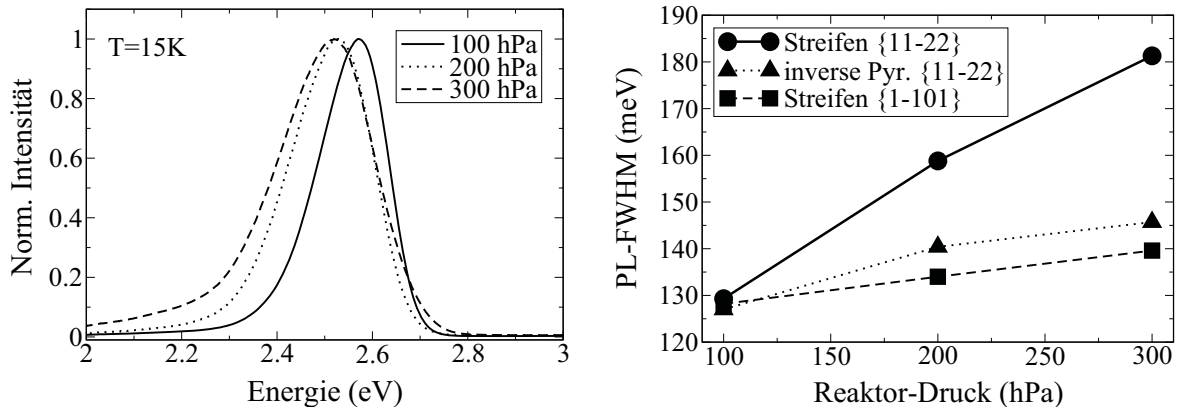 T=15K
100 hPa
200 hPa
300 hPa
Norm. Intensität
1
0.8
0.6
0.4
0.2
0
2
2.2
2.4
2.6
2.8
3
Energie (eV)
Streifen {11-22}
inverse Pyr. {11-22}
Streifen {1-101}
PL-FWHM (meV)
190
180
170
160
150
140
130
120
100
150
200
250
300
Reaktor-Druck (hPa)